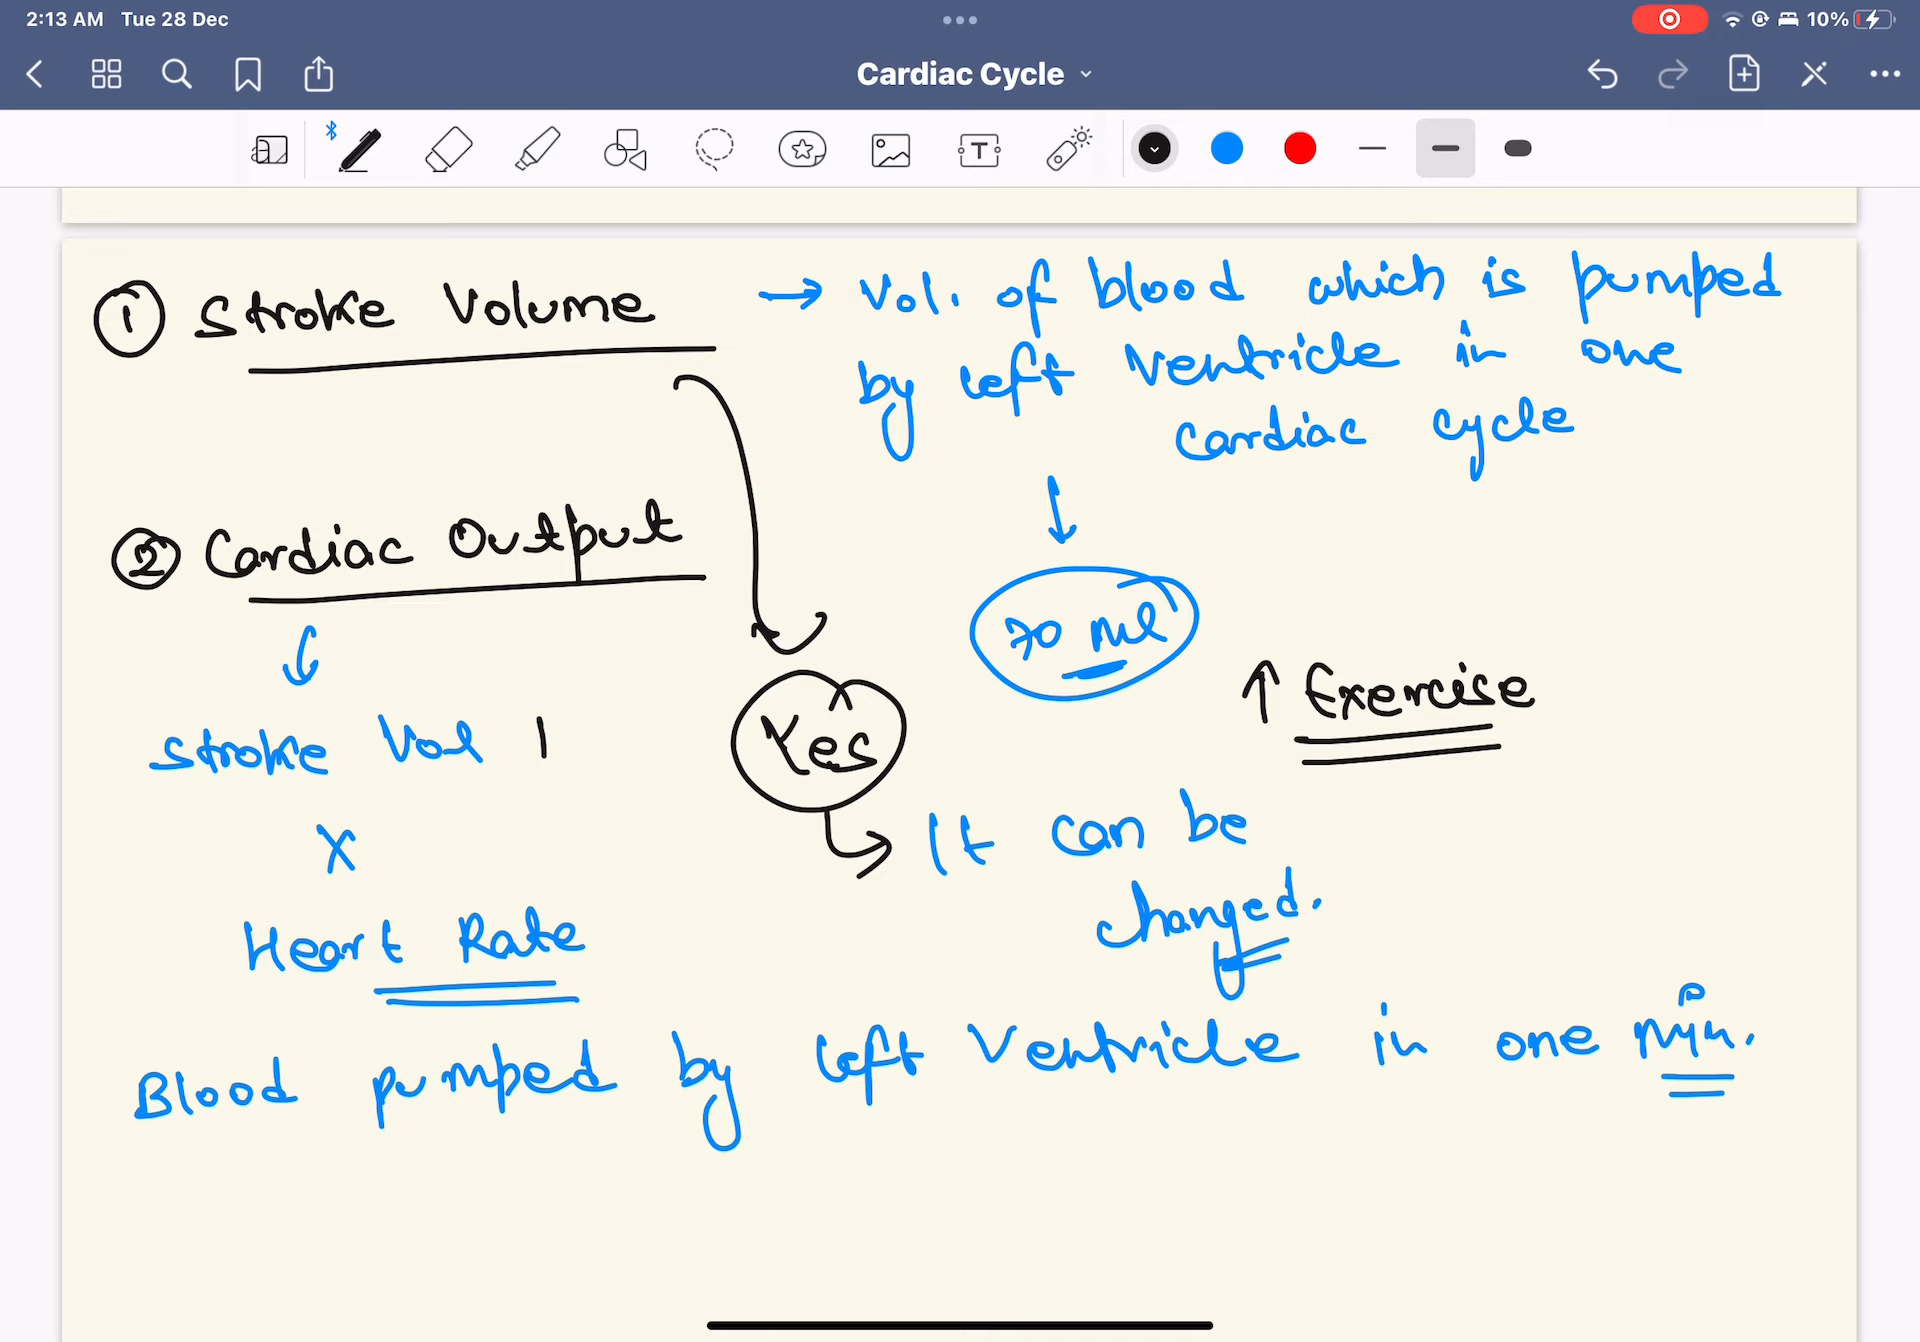 2:13 AM Tue 28 Dec
10%
Cardiac Cycle
① Stroke Volume → Vol. of blood which is pumped
by left ventricle in one
cardiac cycle
↓
70 ml
② Cardiac Output
↓
Stroke Vol |
X
Heart Rate
Yes
↑ Exercise
It can be
changed.
Blood pumped by left Ventricle in one min.